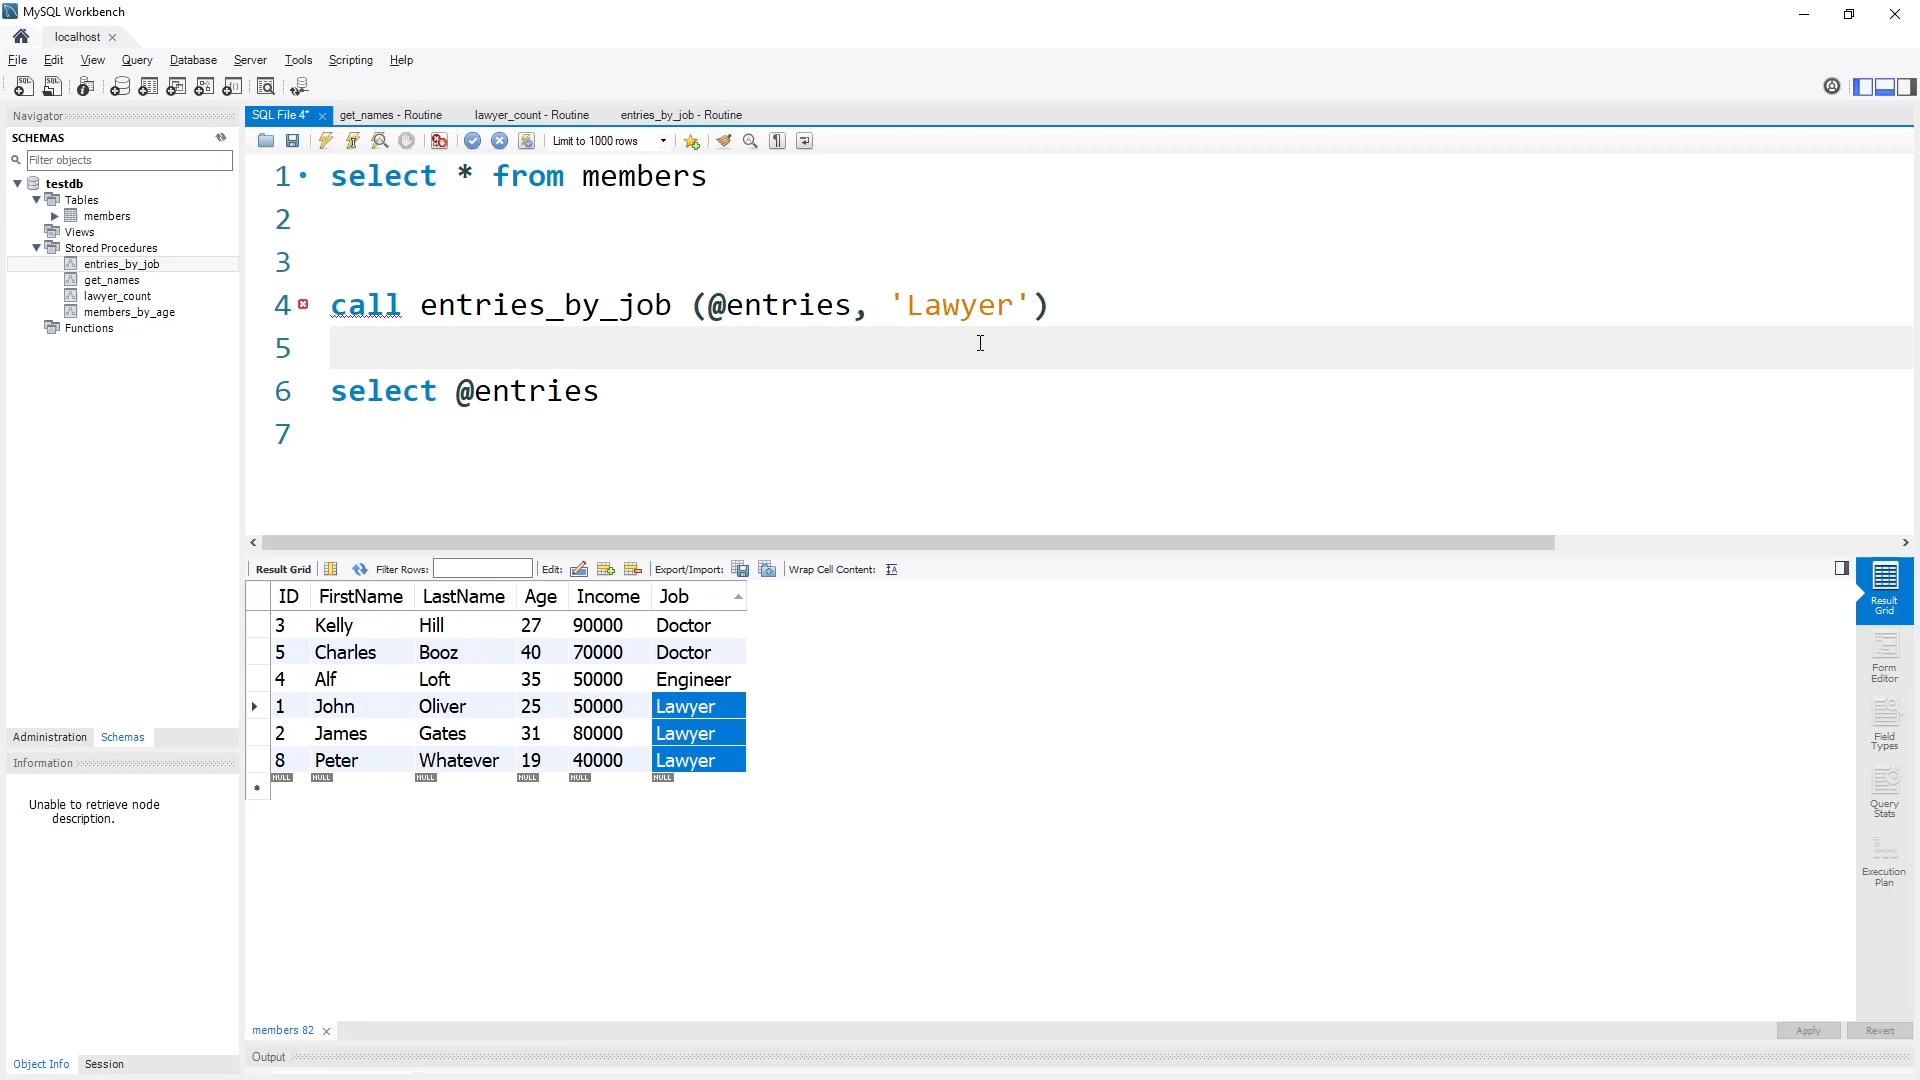 MySQL Workbench
localhost
File Edit View Query Database Server Tools Scripting Help
Navigator
SCHEMAS
Filter objects
testdb
Tables
members
Views
Stored Procedures
entries_by_job
get_names
lawyer_count
members_by_age
Functions
Administration Schemas
Information
Unable to retrieve node
description.
Object Info Session
SQL File 4* get_names - Routine lawyer_count - Routine entries_by_job - Routine
Limit to 1000 rows
1 select * from members
2
3
4 call entries_by_job (@entries, 'Lawyer')
5
6 select @entries
7
Result Grid Filter Rows: Edit: Export/Import: Wrap Cell Content:
ID FirstName LastName Age Income Job
3 Kelly Hill 27 90000 Doctor
5 Charles Booz 40 70000 Doctor
4 Alf Loft 35 50000 Engineer
1 John Oliver 25 50000 Lawyer
2 James Gates 31 80000 Lawyer
8 Peter Whatever 19 40000 Lawyer
NULL NULL NULL NULL NULL NULL
Result
Grid
Form
Editor
Field
Types
Query
Stats
Execution
Plan
members 82
Apply Revert
Output